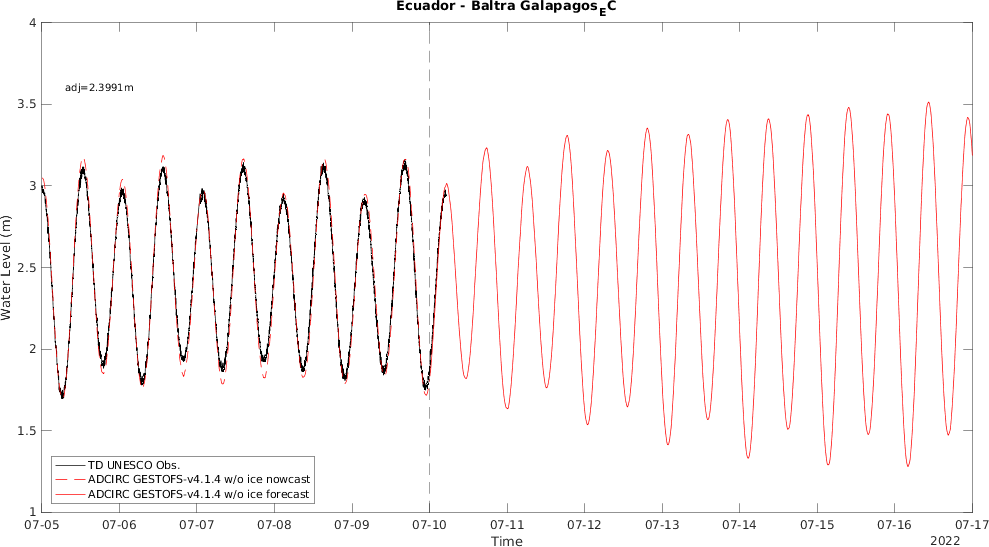 Ecuador - Baltra Galapagos_EC
4
adj=2.3991m
3.5
3
2.5
Water Level (m)
2
1.5
TD UNESCO Obs.
ADCIRC GESTOFS-v4.1.4 w/o ice nowcast
ADCIRC GESTOFS-v4.1.4 w/o ice forecast
1
07-05 07-06 07-07 07-08 07-09 07-10 07-11 07-12 07-13 07-14 07-15 07-16 07-17
Time
2022